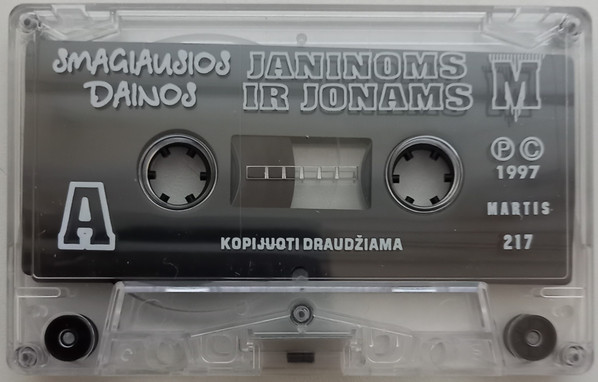 SMAGIAUSIOS
DAINOS
JANINOMS
IR JONAMS
M
Ⓟ Ⓒ
1997
MARTIS
217
A
KOPIJUOTI DRAUDŽIAMA